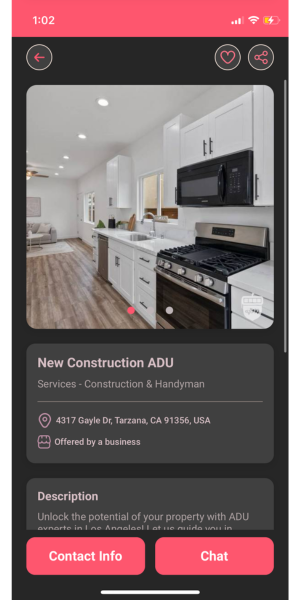 1:02
New Construction ADU
Services - Construction & Handyman
4317 Gayle Dr, Tarzana, CA 91356, USA
Offered by a business
Description
Unlock the potential of your property with ADU
experts in Los Angeles! Let us guide you in
Contact Info
Chat